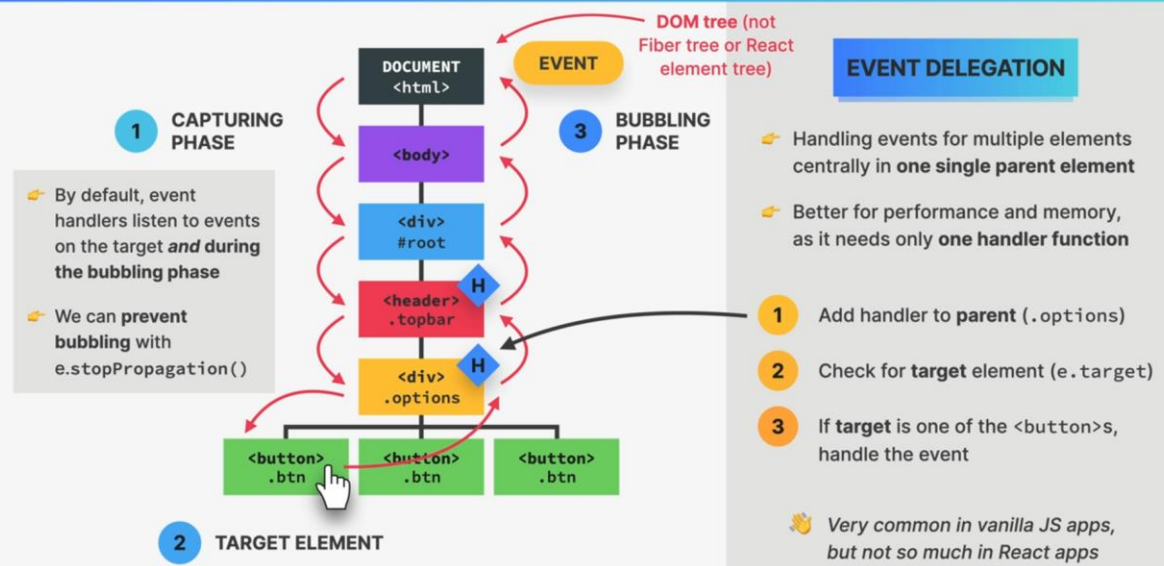 DOM tree (not
Fiber tree or React
element tree)
DOCUMENT
<html>
EVENT
1
CAPTURING
PHASE
3
BUBBLING
PHASE
<body>
👉 By default, event
handlers listen to events
on the target and during
the bubbling phase
👉 We can prevent
bubbling with
e.stopPropagation()
<div>
#root
H
<header>
.topbar
H
<div>
.options
<button>
.btn
<button>
.btn
<button>
.btn
2
TARGET ELEMENT
EVENT DELEGATION
👉 Handling events for multiple elements
centrally in one single parent element
👉 Better for performance and memory,
as it needs only one handler function
1 Add handler to parent (.options)
2 Check for target element (e.target)
3 If target is one of the <button>s,
handle the event
👋 Very common in vanilla JS apps,
but not so much in React apps